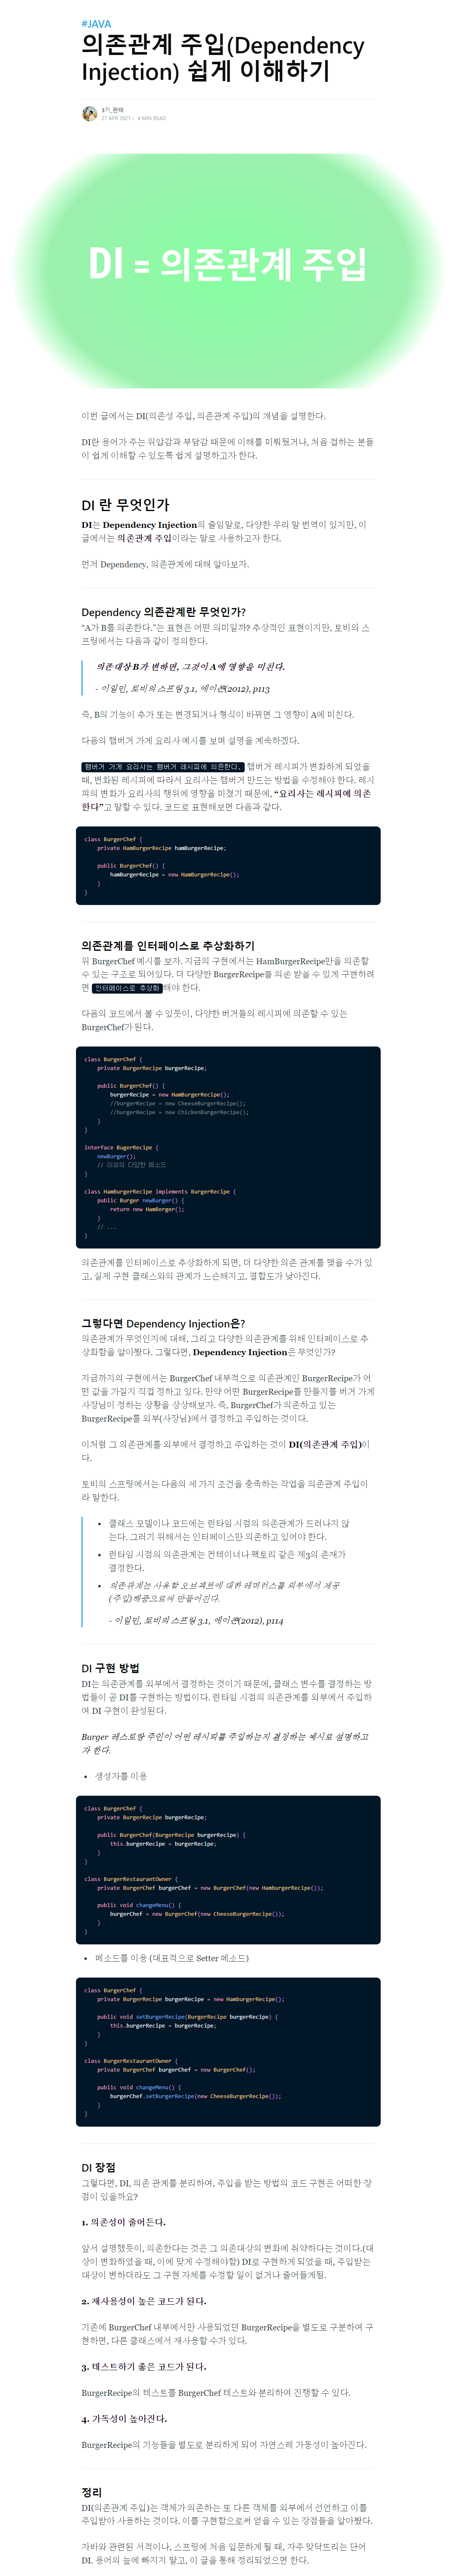 #JAVA
의존관계 주입(Dependency
Injection) 쉽게 이해하기
27 APR 2021 • 4 MIN READ
DI = 의존관계 주입
이번 글에서는 DI(의존성 주입, 의존관계 주입)의 개념을 설명한다.
DI란 용어가 주는 위압감과 부담감 때문에 이해를 미뤄뒀거나, 처음 접하는 분들
이 쉽게 이해할 수 있도록 쉽게 설명하고자 한다.
DI 란 무엇인가
DI는 Dependency Injection의 줄임말로, 다양한 우리 말 번역이 있지만, 이
글에서는 의존관계 주입이라는 말로 사용하고자 한다.
먼저 Dependency, 의존관계에 대해 알아보자.
Dependency 의존관계란 무엇인가?
“A가 B를 의존한다.”는 표현은 어떤 의미일까? 추상적인 표현이지만, 토비의 스
프링에서는 다음과 같이 정의한다.
의존대상 B가 변하면, 그것이 A에 영향을 미친다.
- 이일민, 토비의 스프링 3.1, 에이콘(2012), p113
즉, B의 기능이 추가 또는 변경되거나 형식이 바뀌면 그 영향이 A에 미친다.
다음의 햄버거 가게 요리사 예시를 보며 설명을 계속하겠다.
햄버거 가게 요리사는 햄버거 레시피에 의존한다. 햄버거 레시피가 변화하게 되었을
때, 변화된 레시피에 따라서 요리사는 햄버거 만드는 방법을 수정해야 한다. 레시
피의 변화가 요리사의 행위에 영향을 미쳤기 때문에, “요리사는 레시피에 의존
한다”고 말할 수 있다. 코드로 표현해보면 다음과 같다.
class BurgerChef {
private HamBurgerRecipe hamBurgerRecipe;
public BurgerChef() {
hamBurgerRecipe = new HamBurgerRecipe();
}
}
의존관계를 인터페이스로 추상화하기
위 BurgerChef 예시를 보자. 지금의 구현에서는 HamBurgerRecipe만을 의존할
수 있는 구조로 되어있다. 더 다양한 BurgerRecipe를 의존 받을 수 있게 구현하려
면 인터페이스로 추상화해야 한다.
다음의 코드에서 볼 수 있듯이, 다양한 버거들의 레시피에 의존할 수 있는
BurgerChef가 된다.
class BurgerChef {
private BurgerRecipe burgerRecipe;
public BurgerChef() {
burgerRecipe = new HamBurgerRecipe();
//burgerRecipe = new CheeseBurgerRecipe();
//burgerRecipe = new ChickenBurgerRecipe();
}
}
interface BugerRecipe {
newBurger();
// 이외의 다양한 메소드
}
class HamBurgerRecipe implements BurgerRecipe {
public Burger newBurger() {
return new HamBerger();
}
// ...
}
의존관계를 인터페이스로 추상화하게 되면, 더 다양한 의존 관계를 맺을 수가 있
고, 실제 구현 클래스와의 관계가 느슨해지고, 결합도가 낮아진다.
그렇다면 Dependency Injection은?
의존관계가 무엇인지에 대해, 그리고 다양한 의존관계를 위해 인터페이스로 추
상화함을 알아봤다. 그렇다면, Dependency Injection은 무엇인가?
지금까지의 구현에서는 BurgerChef 내부적으로 의존관계인 BurgerRecipe가 어
떤 값을 가질지 직접 정하고 있다. 만약 어떤 BurgerRecipe를 만들지를 버거 가게
사장님이 정하는 상황을 상상해보자. 즉, BurgerChef가 의존하고 있는
BurgerRecipe를 외부(사장님)에서 결정하고 주입하는 것이다.
이처럼 그 의존관계를 외부에서 결정하고 주입하는 것이 DI(의존관계 주입)이
다.
토비의 스프링에서는 다음의 세 가지 조건을 충족하는 작업을 의존관계 주입이
라 말한다.
• 클래스 모델이나 코드에는 런타임 시점의 의존관계가 드러나지 않
는다. 그러기 위해서는 인터페이스만 의존하고 있어야 한다.
• 런타임 시점의 의존관계는 컨테이너나 팩토리 같은 제3의 존재가
결정한다.
• 의존관계는 사용할 오브젝트에 대한 레퍼런스를 외부에서 제공
(주입)해줌으로써 만들어진다.
- 이일민, 토비의 스프링 3.1, 에이콘(2012), p114
DI 구현 방법
DI는 의존관계를 외부에서 결정하는 것이기 때문에, 클래스 변수를 결정하는 방
법들이 곧 DI를 구현하는 방법이다. 런타임 시점의 의존관계를 외부에서 주입하
여 DI 구현이 완성된다.
Burger 레스토랑 주인이 어떤 레시피를 주입하는지 결정하는 예시로 설명하고
자 한다.
• 생성자를 이용
class BurgerChef {
private BurgerRecipe burgerRecipe;
public BurgerChef(BurgerRecipe burgerRecipe) {
this.burgerRecipe = burgerRecipe;
}
}
class BurgerRestaurantOwner {
private BurgerChef burgerChef = new BurgerChef(new HamburgerRecipe());
public void changeMenu() {
burgerChef = new BurgerChef(new CheeseBurgerRecipe());
}
}
• 메소드를 이용 (대표적으로 Setter 메소드)
class BurgerChef {
private BurgerRecipe burgerRecipe = new HamburgerRecipe();
public void setBurgerRecipe(BurgerRecipe burgerRecipe) {
this.burgerRecipe = burgerRecipe;
}
}
class BurgerRestaurantOwner {
private BurgerChef burgerChef = new BurgerChef();
public void changeMenu() {
burgerChef.setBurgerRecipe(new CheeseBurgerRecipe());
}
}
DI 장점
그렇다면, DI, 의존 관계를 분리하여, 주입을 받는 방법의 코드 구현은 어떠한 장
점이 있을까요?
1. 의존성이 줄어든다.
앞서 설명했듯이, 의존한다는 것은 그 의존대상의 변화에 취약하다는 것이다.(대
상이 변화하였을 때, 이에 맞게 수정해야함) DI로 구현하게 되었을 때, 주입받는
대상이 변하더라도 그 구현 자체를 수정할 일이 없거나 줄어들게됨.
2. 재사용성이 높은 코드가 된다.
기존에 BurgerChef 내부에서만 사용되었던 BurgerRecipe을 별도로 구분하여 구
현하면, 다른 클래스에서 재사용할 수가 있다.
3. 테스트하기 좋은 코드가 된다.
BurgerRecipe의 테스트를 BurgerChef 테스트와 분리하여 진행할 수 있다.
4. 가독성이 높아진다.
BurgerRecipe의 기능들을 별도로 분리하게 되어 자연스레 가동성이 높아진다.
정리
DI(의존관계 주입)는 객체가 의존하는 또 다른 객체를 외부에서 선언하고 이를
주입받아 사용하는 것이다. 이를 구현함으로써 얻을 수 있는 장점들을 알아봤다.
자바와 관련된 서적이나, 스프링에 처음 입문하게 될 때, 자주 맞닥뜨리는 단어
DI. 용어의 늪에 빠지지 말고, 이 글을 통해 정리되었으면 한다.